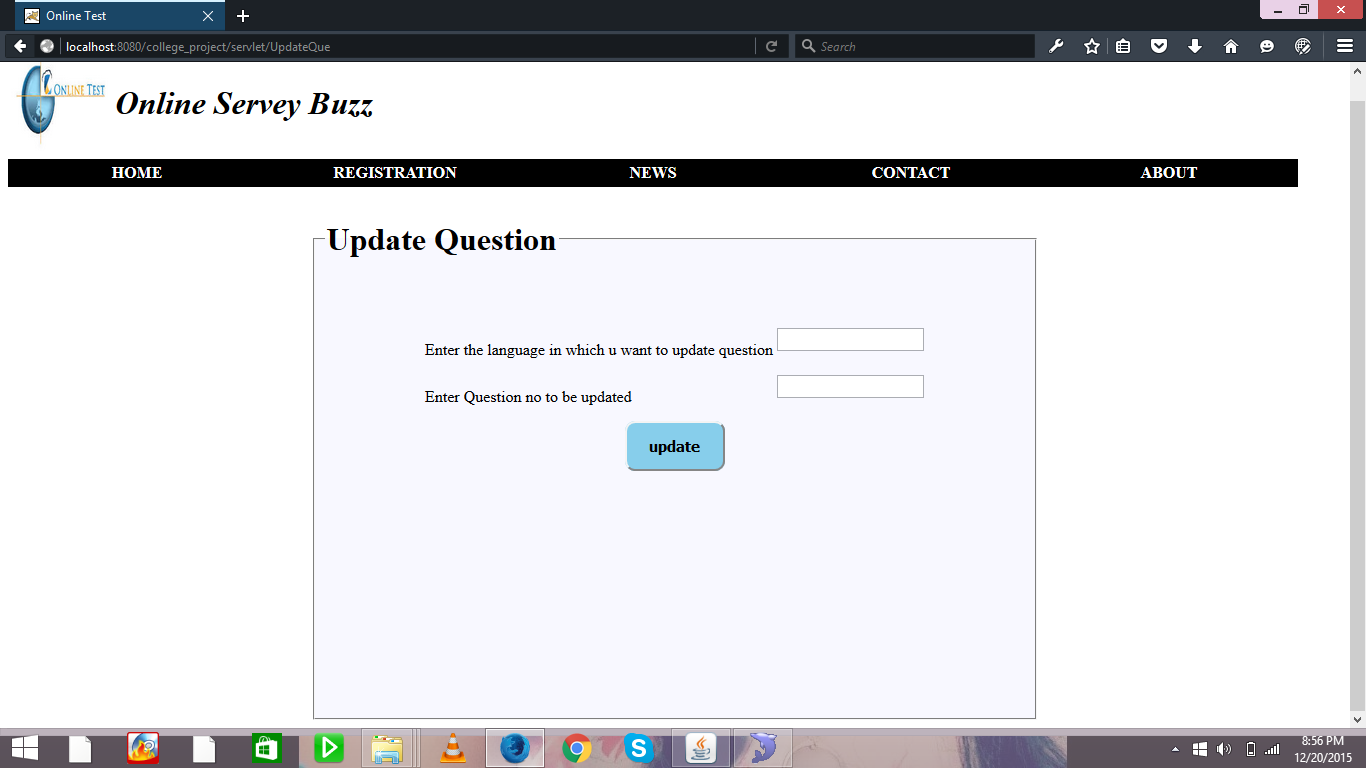 Online Test
localhost:8080/college_project/servlet/UpdateQue
Search
ONLINE TEST
Online Servey Buzz
HOME REGISTRATION NEWS CONTACT ABOUT
Update Question
Enter the language in which u want to update question
Enter Question no to be updated
update
8:56 PM
12/20/2015